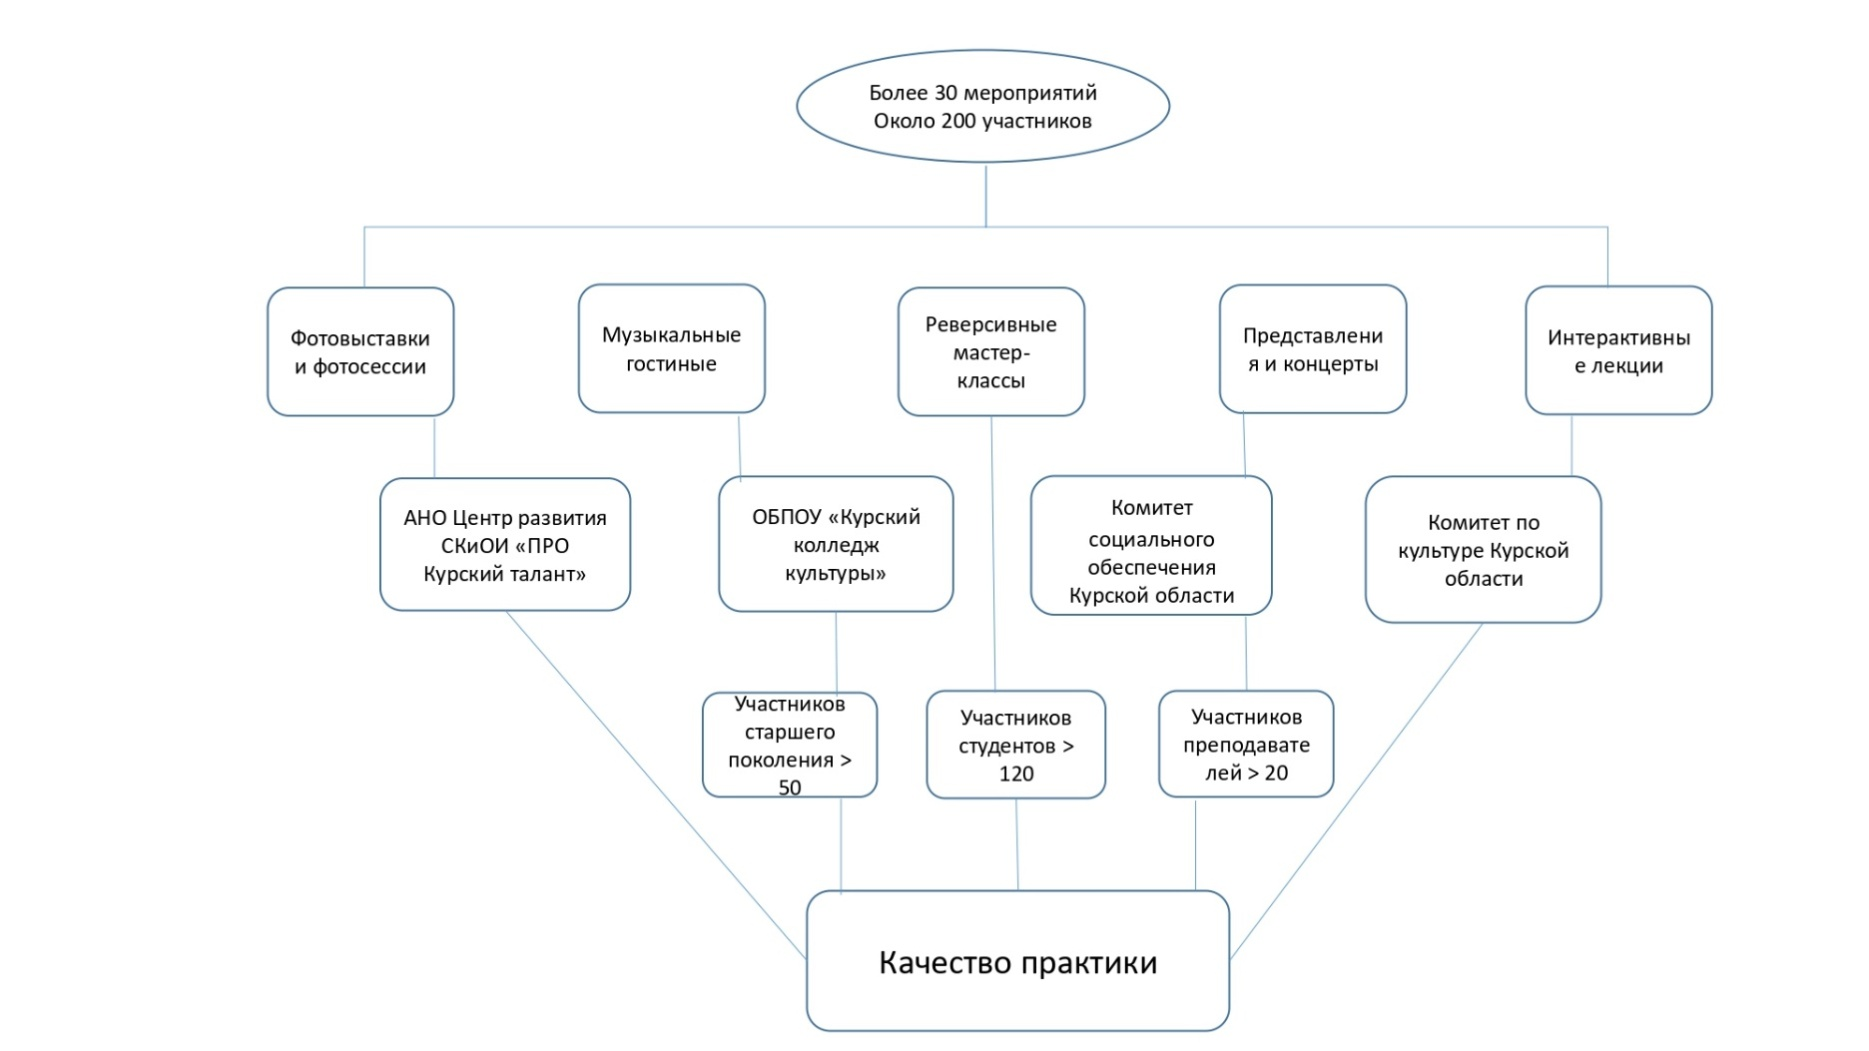 Более 30 мероприятий
Около 200 участников
Фотовыставки
и фотосессии
Музыкальные
гостиные
Реверсивные
мастер-
классы
Представлени
я и концерты
Интерактивны
е лекции
АНО Центр развития
СКиОИ «ПРО
Курский талант»
ОБПОУ «Курский
колледж
культуры»
Комитет
социального
обеспечения
Курской области
Комитет по
культуре Курской
области
Участников
старшего
поколения >
50
Участников
студентов >
120
Участников
преподавате
лей > 20
Качество практики